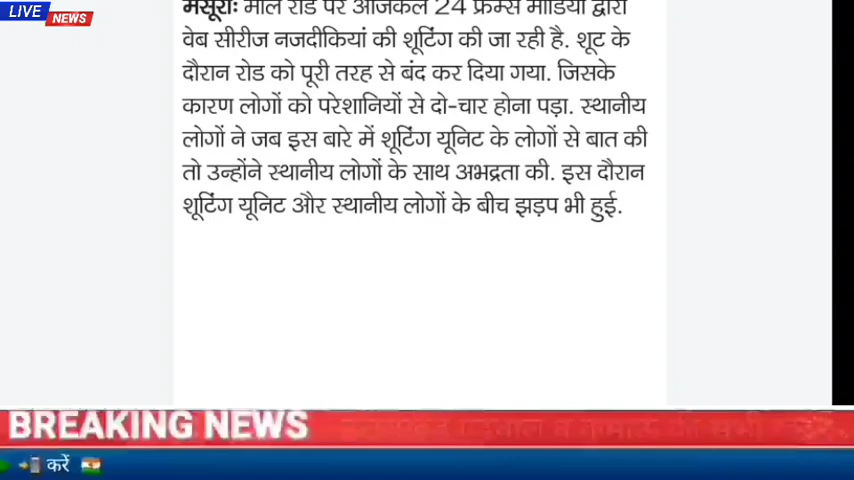 LIVE
NEWS
मसूरीः माल रोड पर आजकल 24 फ्रेम्स मीडिया द्वारा
वेब सीरीज नजदीकियां की शूटिंग की जा रही है. शूट के
दौरान रोड को पूरी तरह से बंद कर दिया गया. जिसके
कारण लोगों को परेशानियों से दो-चार होना पड़ा. स्थानीय
लोगों ने जब इस बारे में शूटिंग यूनिट के लोगों से बात की
तो उन्होंने स्थानीय लोगों के साथ अभद्रता की. इस दौरान
शूटिंग यूनिट और स्थानीय लोगों के बीच झड़प भी हुई.
BREAKING NEWS
करें